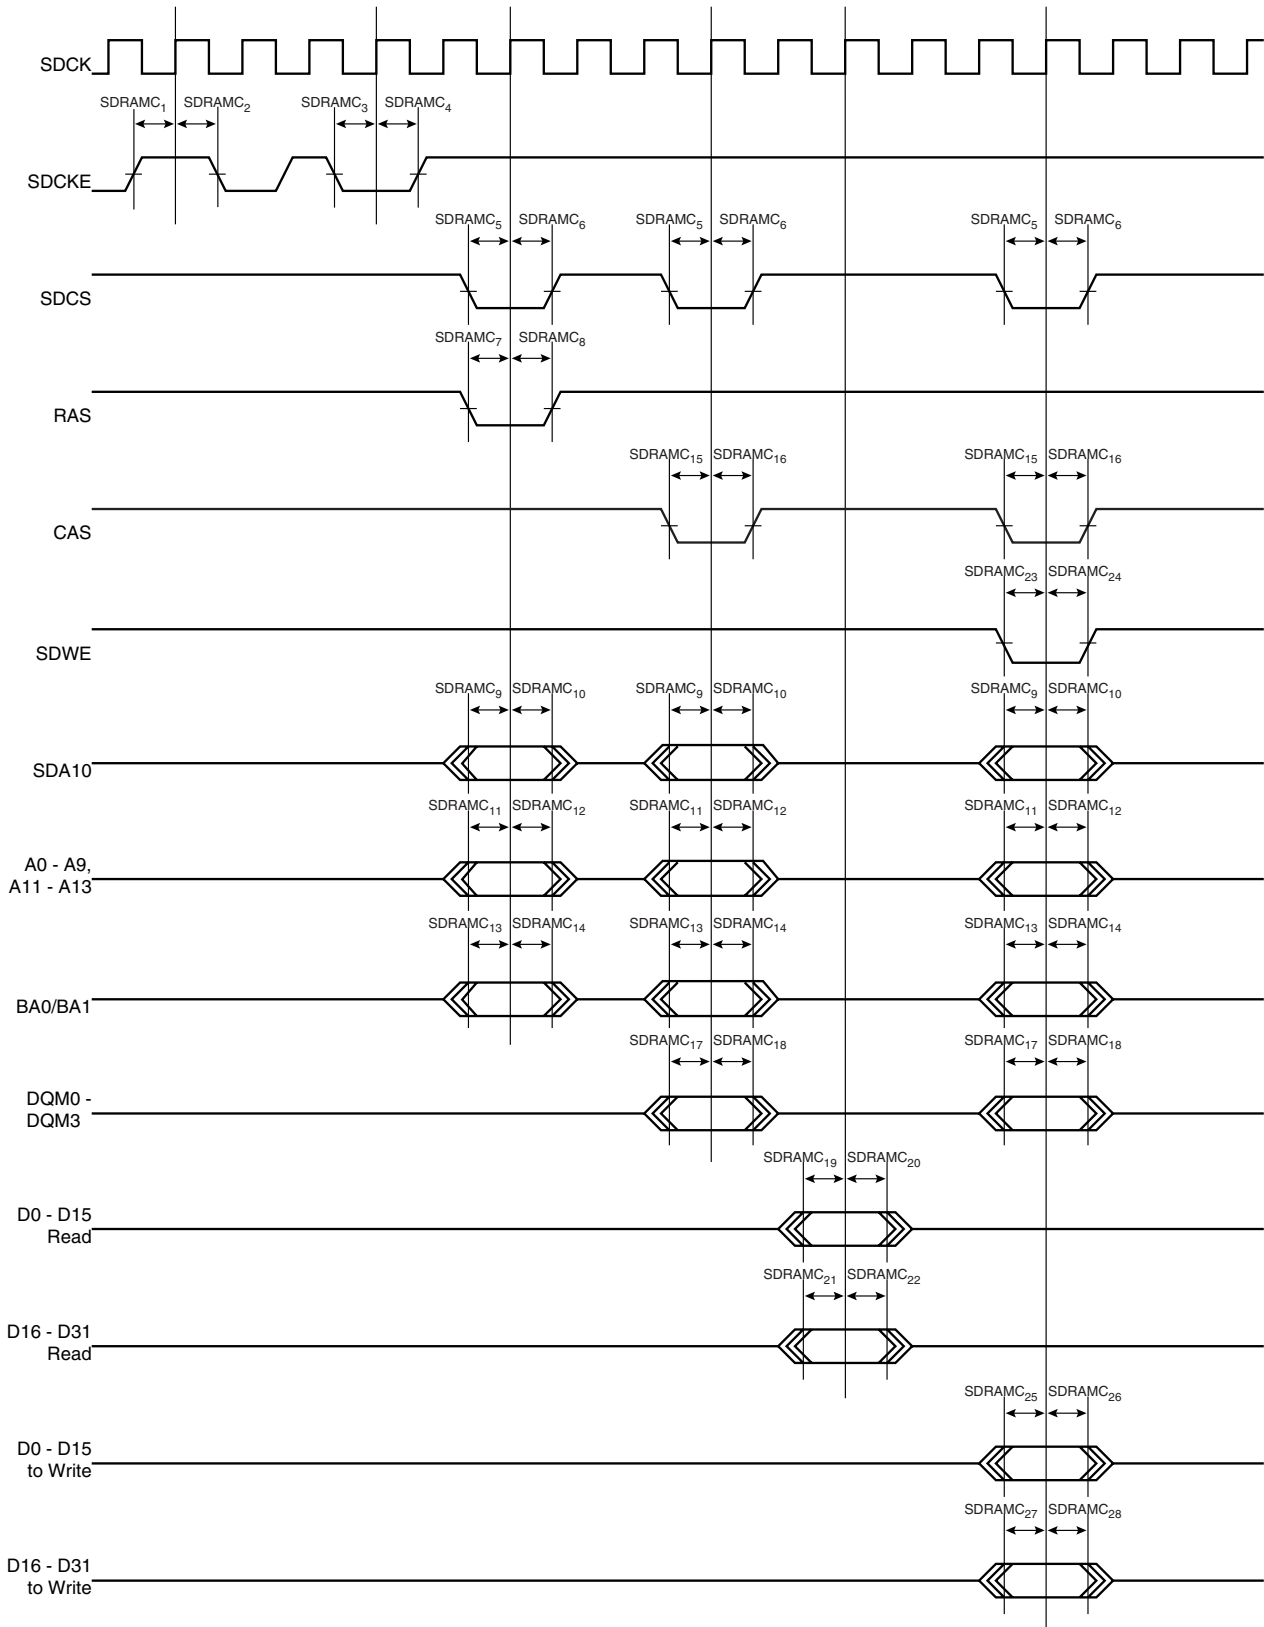 SDCK
SDRAMC1 SDRAMC2 SDRAMC3 SDRAMC4
SDCKE
SDRAMC5 SDRAMC6 SDRAMC5 SDRAMC6 SDRAMC5 SDRAMC6
SDCS
SDRAMC7 SDRAMC8
RAS
SDRAMC15 SDRAMC16 SDRAMC15 SDRAMC16
CAS
SDRAMC23 SDRAMC24
SDWE
SDRAMC9 SDRAMC10 SDRAMC9 SDRAMC10 SDRAMC9 SDRAMC10
SDA10
SDRAMC11 SDRAMC12 SDRAMC11 SDRAMC12 SDRAMC11 SDRAMC12
A0 - A9,
A11 - A13
SDRAMC13 SDRAMC14 SDRAMC13 SDRAMC14 SDRAMC13 SDRAMC14
BA0/BA1
SDRAMC17 SDRAMC18 SDRAMC17 SDRAMC18
DQM0 -
DQM3
SDRAMC19 SDRAMC20
D0 - D15
Read
SDRAMC21 SDRAMC22
D16 - D31
Read
SDRAMC25 SDRAMC26
D0 - D15
to Write
SDRAMC27 SDRAMC28
D16 - D31
to Write